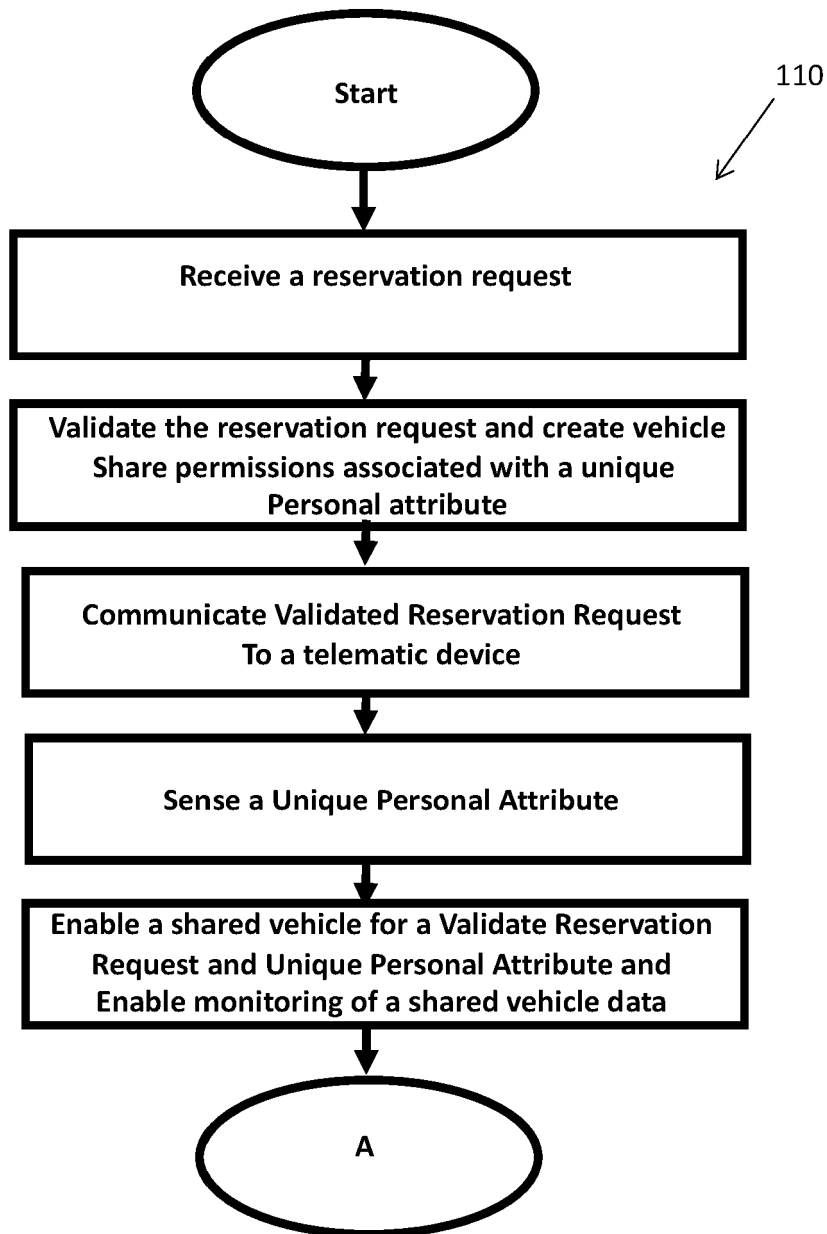 Start
110
Receive a reservation request
Validate the reservation request and create vehicle
Share permissions associated with a unique
Personal attribute
Communicate Validated Reservation Request
To a telematic device
Sense a Unique Personal Attribute
Enable a shared vehicle for a Validate Reservation
Request and Unique Personal Attribute and
Enable monitoring of a shared vehicle data
A